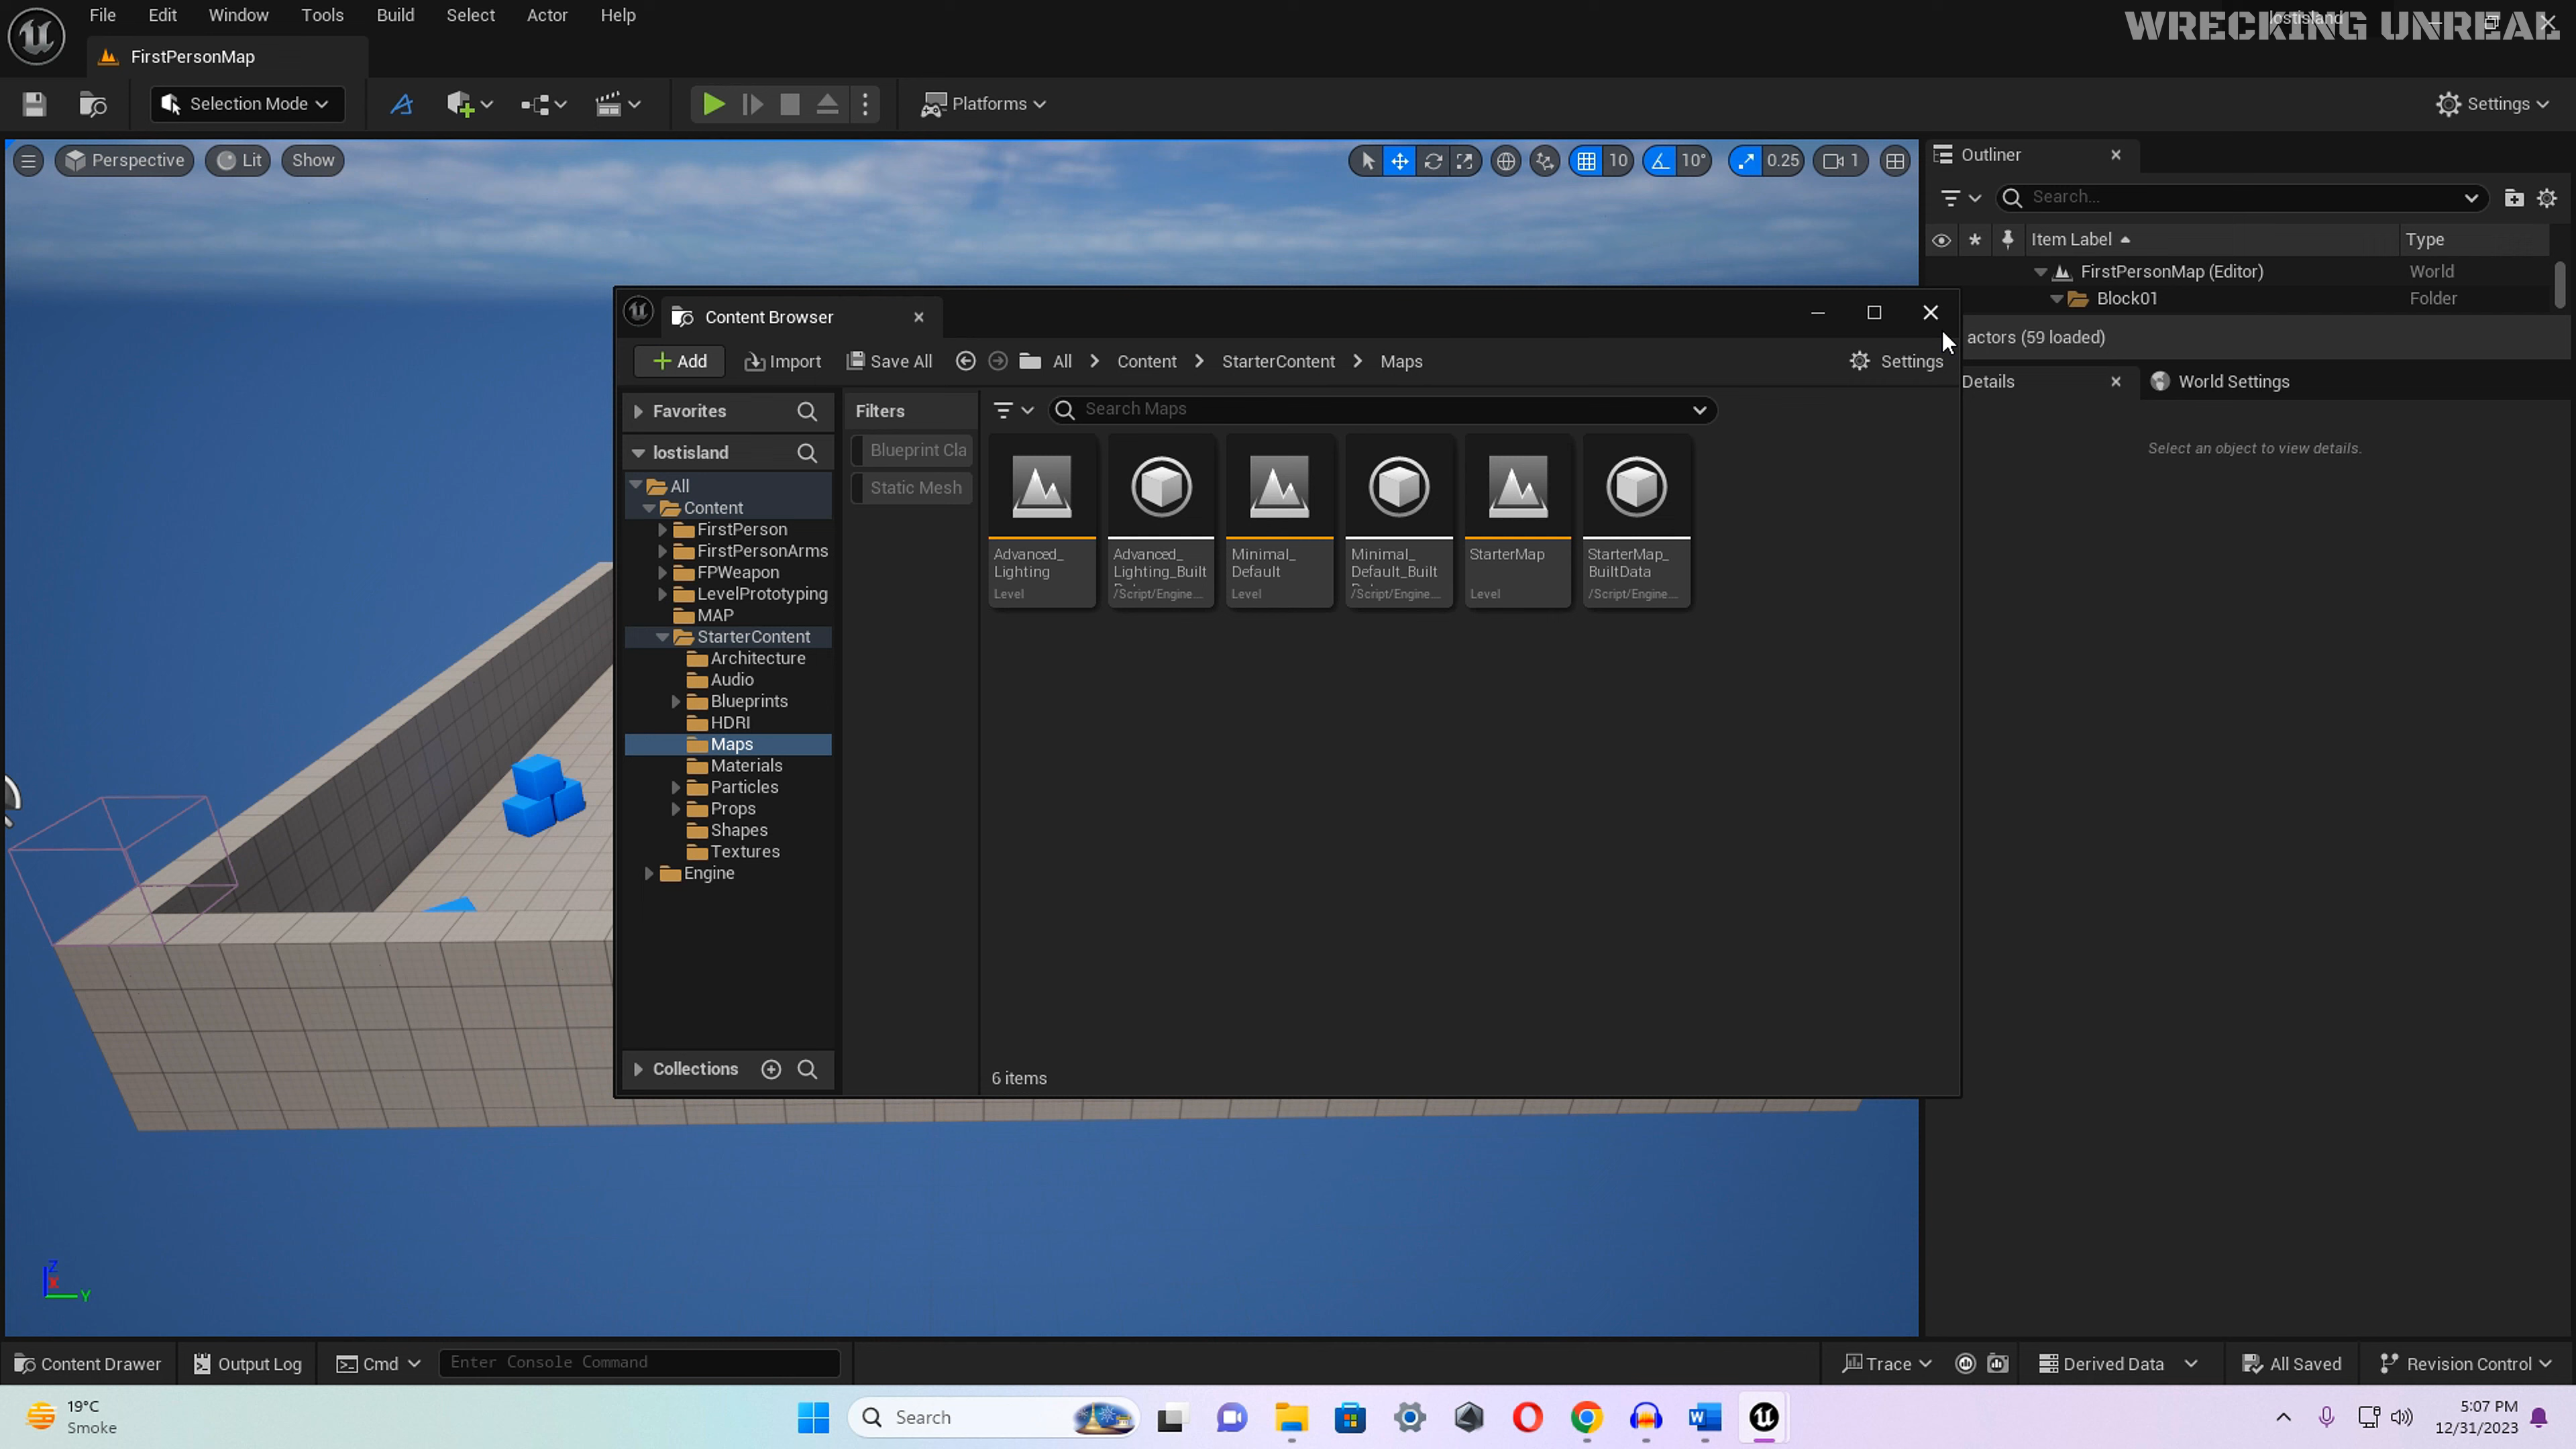 File Edit Window Tools Build Select Actor Help
WRECKING UNREAL
FirstPersonMap
Selection Mode
Platforms
Settings
Perspective Lit Show
10 10° 0.25 1
Outliner
Search...
Item Label Type
FirstPersonMap (Editor) World
Block01 Folder
actors (59 loaded)
Details World Settings
Select an object to view details.
Content Browser
Add Import Save All All Content StarterContent Maps Settings
Favorites
lostisland
All
Content
FirstPerson
FirstPersonArms
FPWeapon
LevelPrototyping
MAP
StarterContent
Architecture
Audio
Blueprints
HDRI
Maps
Materials
Particles
Props
Shapes
Textures
Engine
Collections
Filters
Blueprint Cla
Static Mesh
Search Maps
Advanced_
Lighting
Level
Advanced_
Lighting_Built
/Script/Engine....
Minimal_
Default
Level
Minimal_
Default_Built
/Script/Engine....
StarterMap
Level
StarterMap_
BuiltData
/Script/Engine....
6 items
Z
X
Y
Content Drawer Output Log Cmd Enter Console Command Trace Derived Data All Saved Revision Control
19°C
Smoke
Search
5:07 PM
12/31/2023